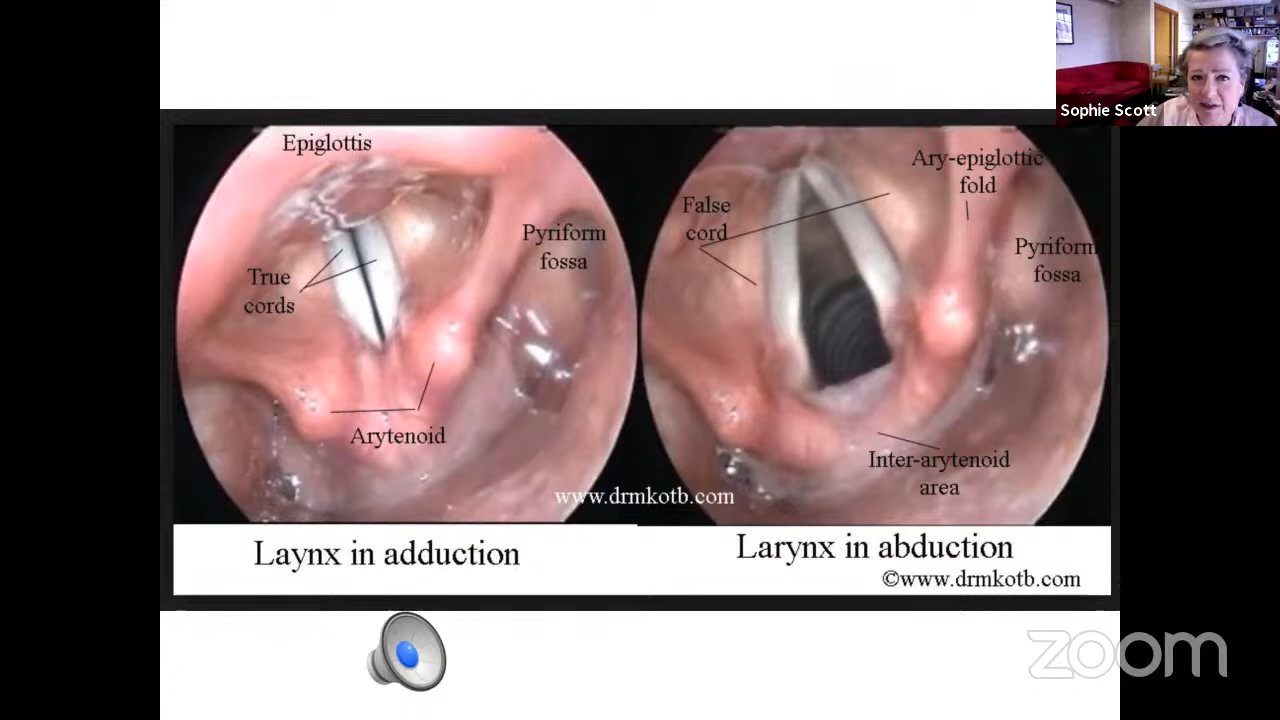 Sophie Scott
Epiglottis
True
cords
Pyriform
fossa
Arytenoid
False
cord
Ary-epiglottic
fold
Pyriform
fossa
Inter-arytenoid
area
www.drmkotb.com
Laynx in adduction
Larynx in abduction
©www.drmkotb.com
zoom